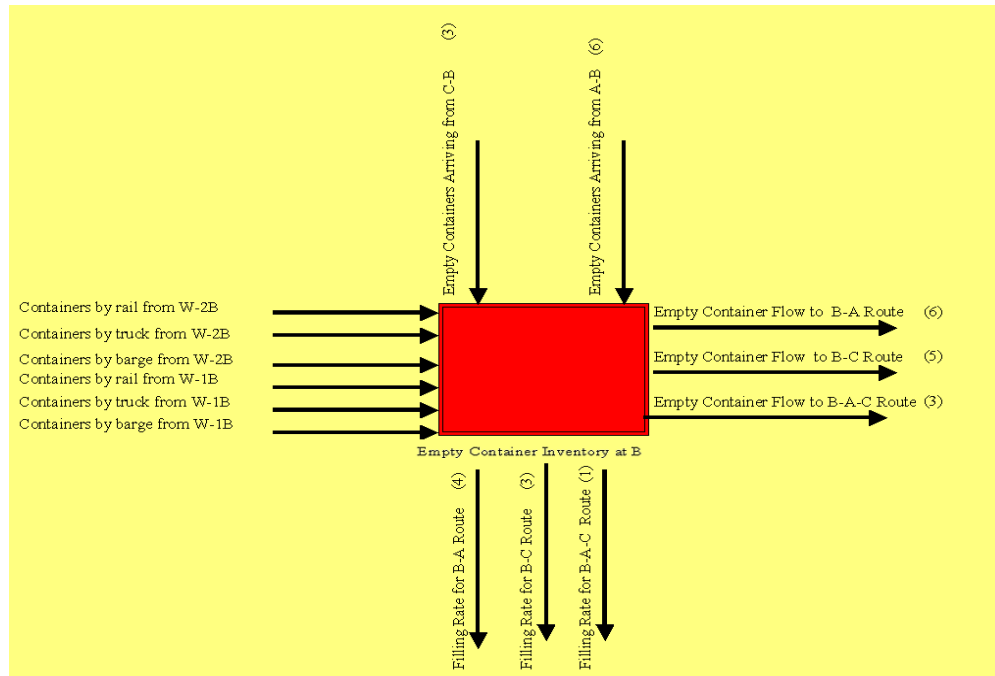 Empty Containers Arriving from C-B (3)
Empty Containers Arriving from A-B (6)
Containers by rail from W-2B
Containers by truck from W-2B
Containers by barge from W-2B
Containers by rail from W-1B
Containers by truck from W-1B
Containers by barge from W-1B
Empty Container Flow to B-A Route (6)
Empty Container Flow to B-C Route (5)
Empty Container Flow to B-A-C Route (3)
Empty Container Inventory at B
Filling Rate for B-A Route (4)
Filling Rate for B-C Route (3)
Filling Rate for B-A-C Route (1)